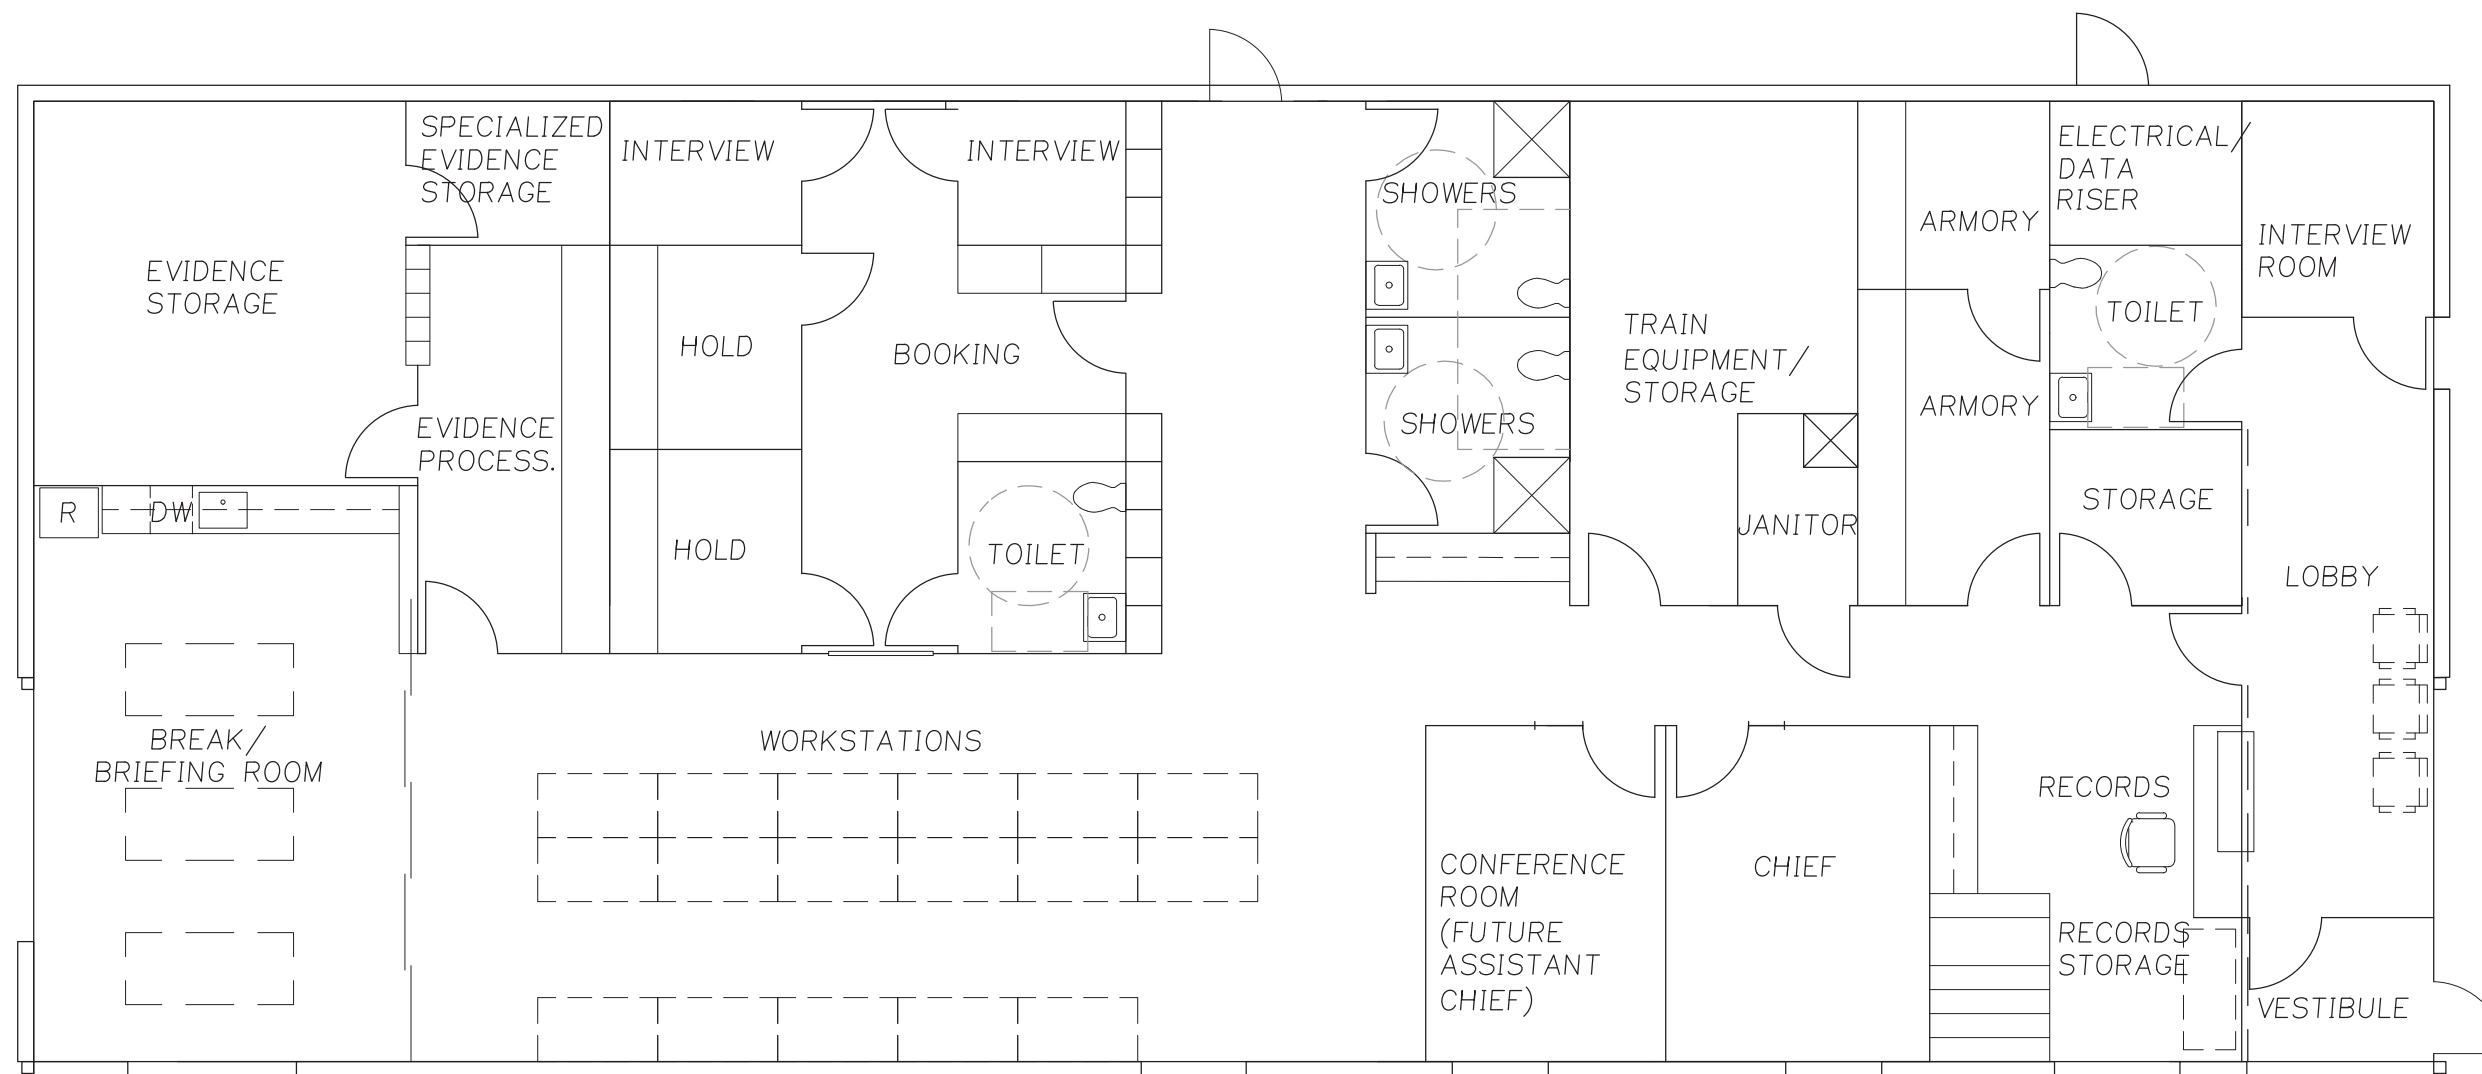 SPECIALIZED
EVIDENCE
STORAGE
INTERVIEW
INTERVIEW
EVIDENCE
STORAGE
HOLD
BOOKING
EVIDENCE
PROCESS.
R
DW
HOLD
TOILET
SHOWERS
SHOWERS
TRAIN
EQUIPMENT/
STORAGE
JANITOR
ARMORY
ARMORY
ELECTRICAL/
DATA
RISER
INTERVIEW
ROOM
TOILET
STORAGE
LOBBY
BREAK/
BRIEFING ROOM
WORKSTATIONS
CONFERENCE
ROOM
(FUTURE
ASSISTANT
CHIEF)
CHIEF
RECORDS
RECORDS
STORAGE
VESTIBULE